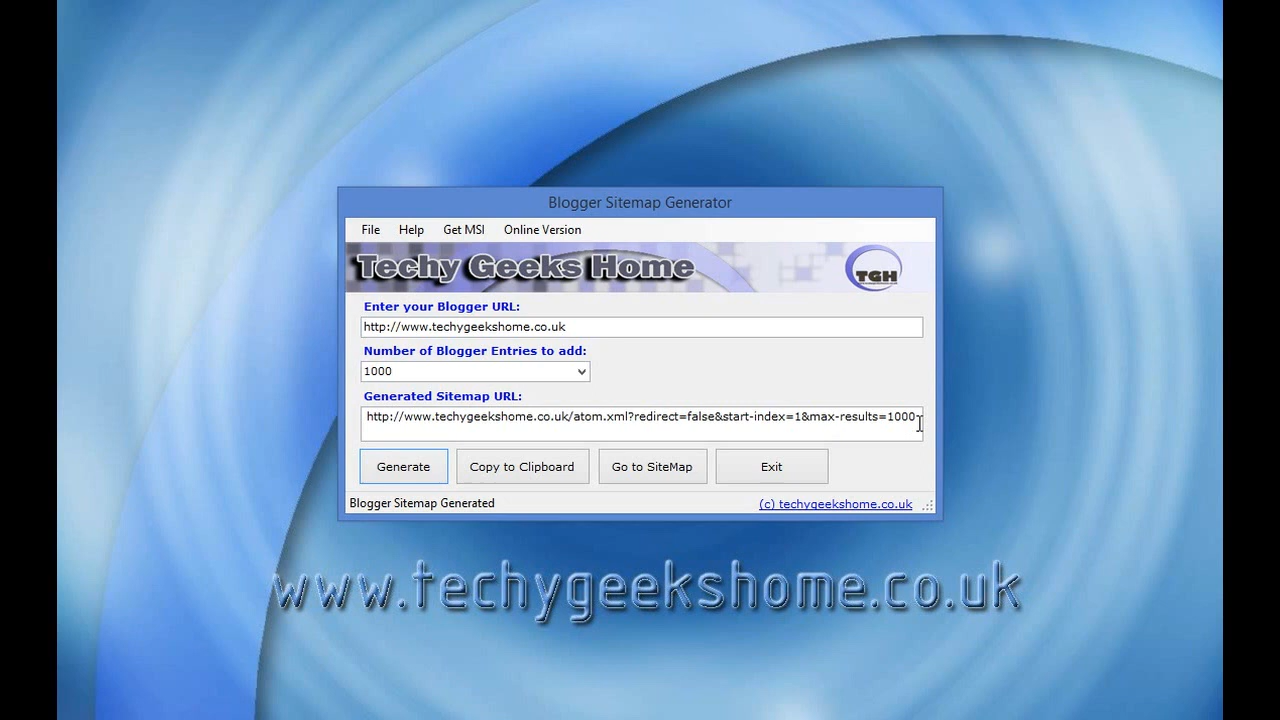 Blogger Sitemap Generator
File Help Get MSI Online Version
Techy Geeks Home
TGH
Enter your Blogger URL:
http://www.techygeekshome.co.uk
Number of Blogger Entries to add:
1000
Generated Sitemap URL:
http://www.techygeekshome.co.uk/atom.xml?redirect=false&start-index=1&max-results=1000
Generate Copy to Clipboard Go to SiteMap Exit
Blogger Sitemap Generated (c) techygeekshome.co.uk
www.techygeekshome.co.uk